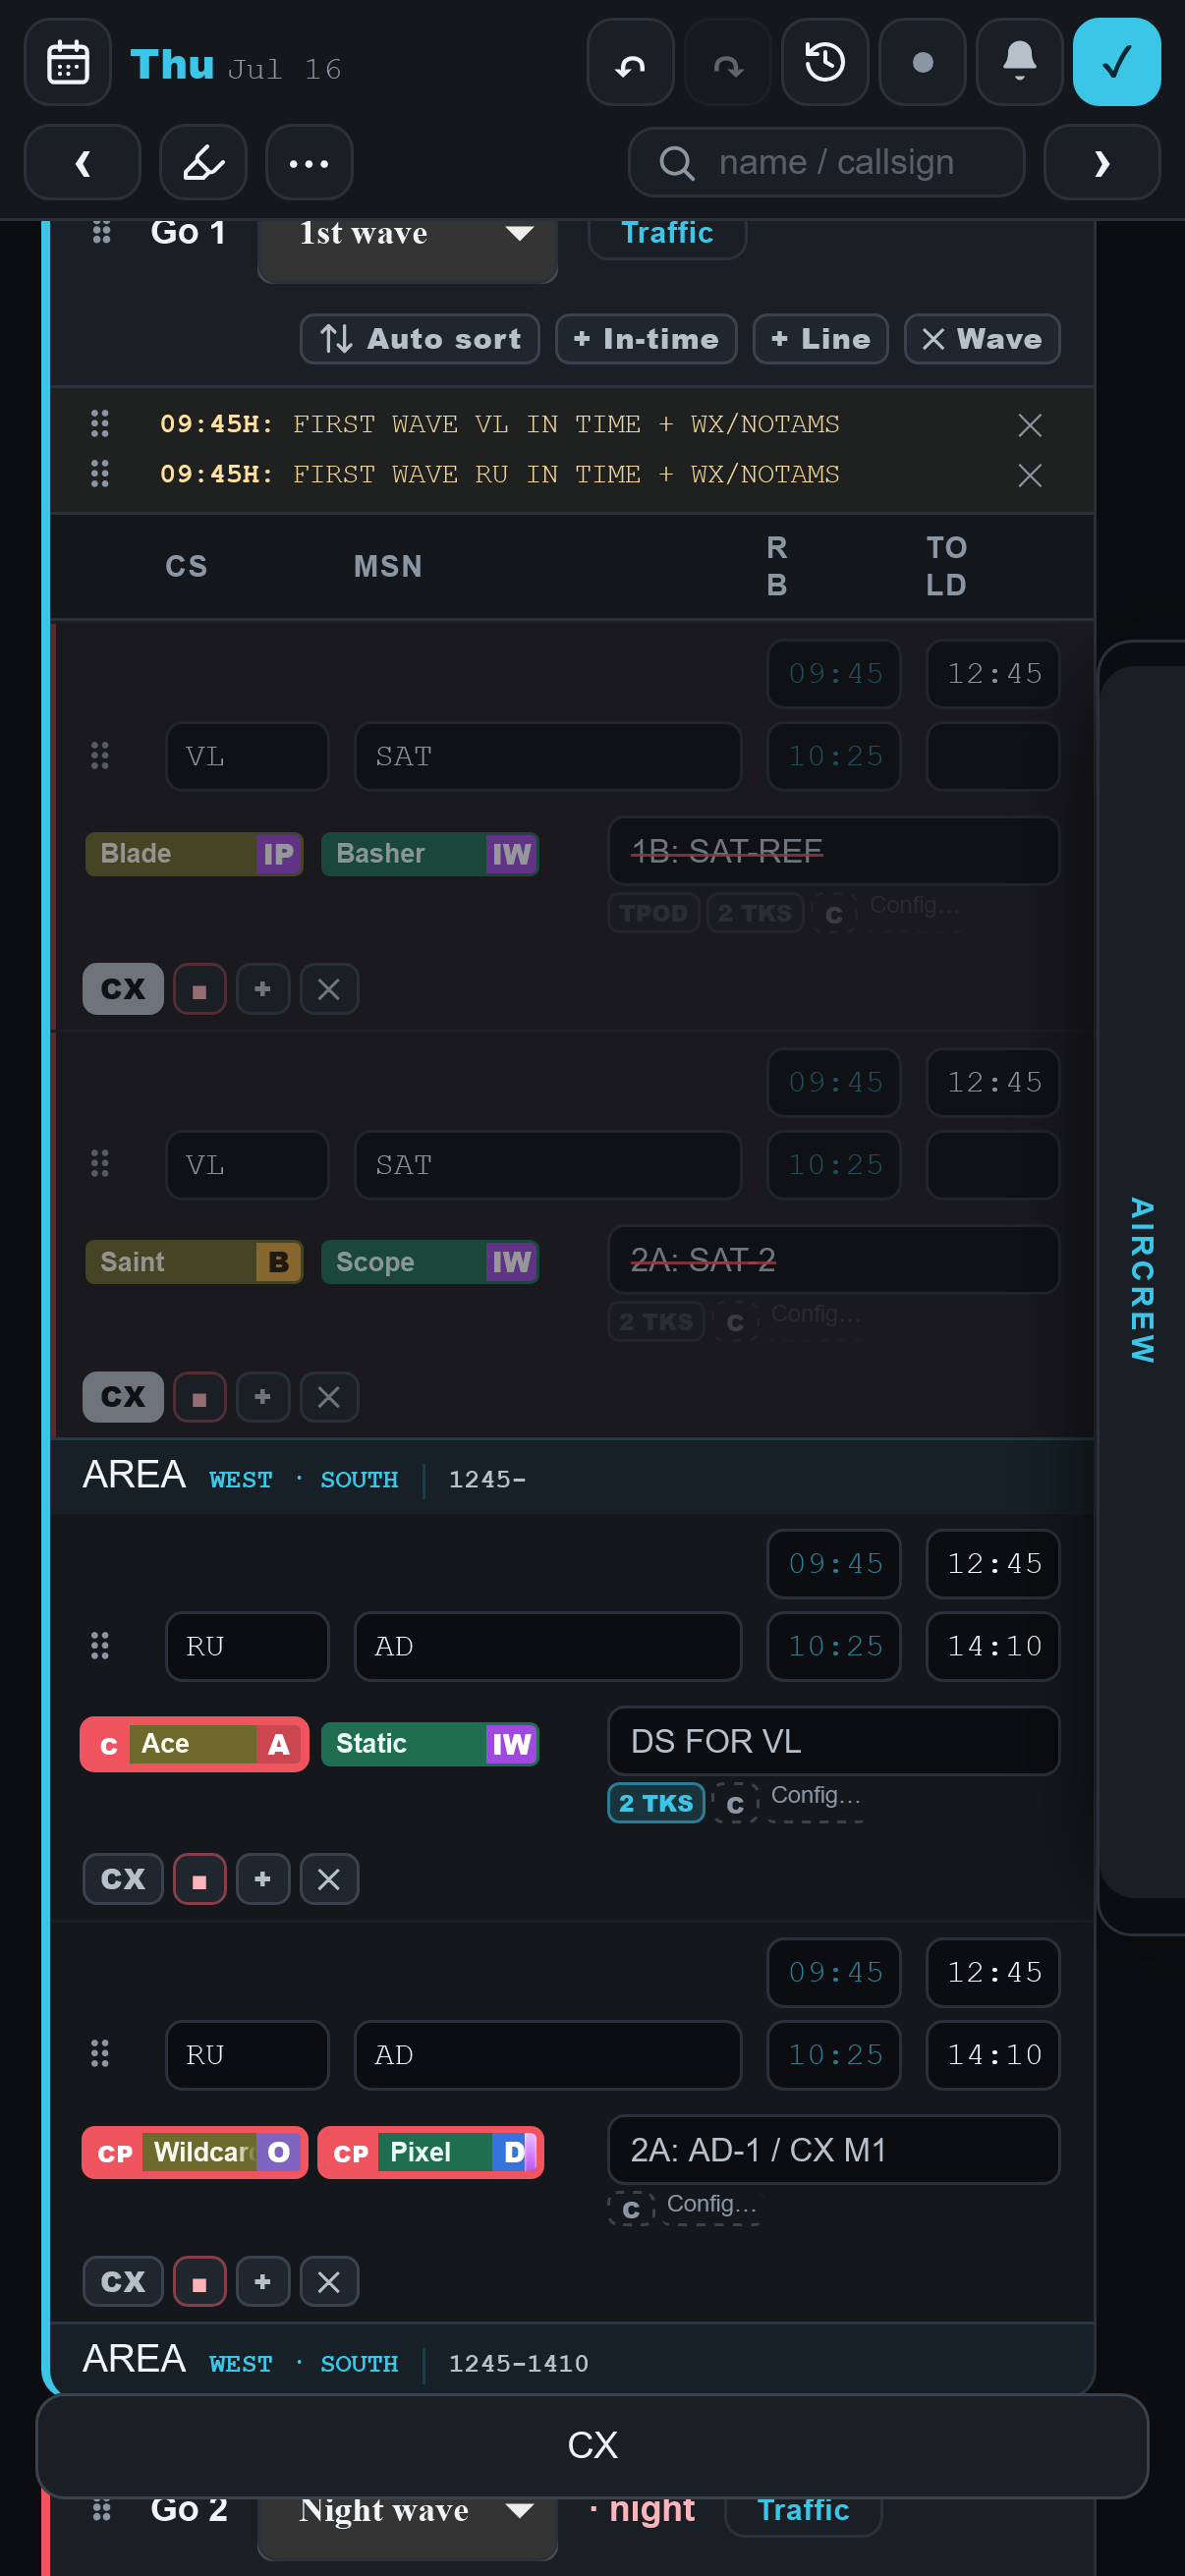 Thu Jul 16
name / callsign
Go 1 1st wave Traffic
Auto sort + In-time + Line × Wave
09:45H: FIRST WAVE VL IN TIME + WX/NOTAMS
09:45H: FIRST WAVE RU IN TIME + WX/NOTAMS
CS MSN R B TO LD
09:45 12:45
VL SAT 10:25
Blade IP Basher IW 1B: SAT-REF
TPOD 2 TKS C Config...
CX + ×
09:45 12:45
VL SAT 10:25
Saint B Scope IW 2A: SAT-2
2 TKS C Config...
CX + ×
AREA WEST · SOUTH | 1245-
09:45 12:45
RU AD 10:25 14:10
C Ace A Static IW DS FOR VL
2 TKS C Config...
CX + ×
09:45 12:45
RU AD 10:25 14:10
CP Wildcar O CP Pixel D 2A: AD-1 / CX M1
C Config...
CX + ×
AREA WEST · SOUTH | 1245-1410
CX
Go 2 Night wave · night Traffic
AIRCREW